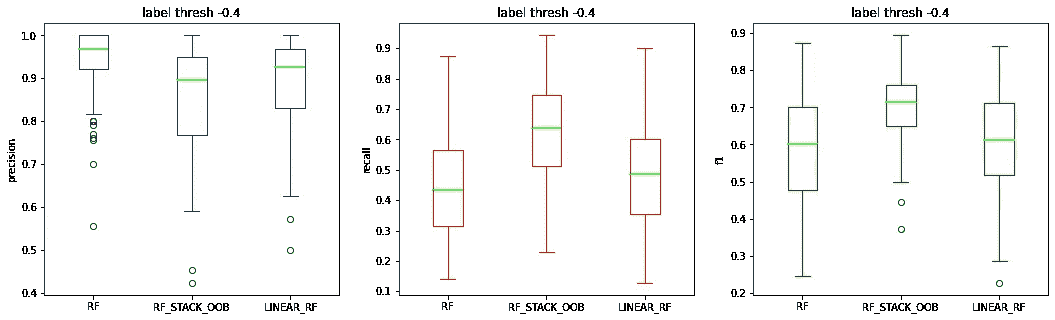 label thresh -0.4
precision
1.0
0.9
0.8
0.7
0.6
0.5
0.4
RF
RF_STACK_OOB
LINEAR_RF
label thresh -0.4
recall
0.9
0.8
0.7
0.6
0.5
0.4
0.3
0.2
0.1
RF
RF_STACK_OOB
LINEAR_RF
label thresh -0.4
f1
0.9
0.8
0.7
0.6
0.5
0.4
0.3
0.2
RF
RF_STACK_OOB
LINEAR_RF